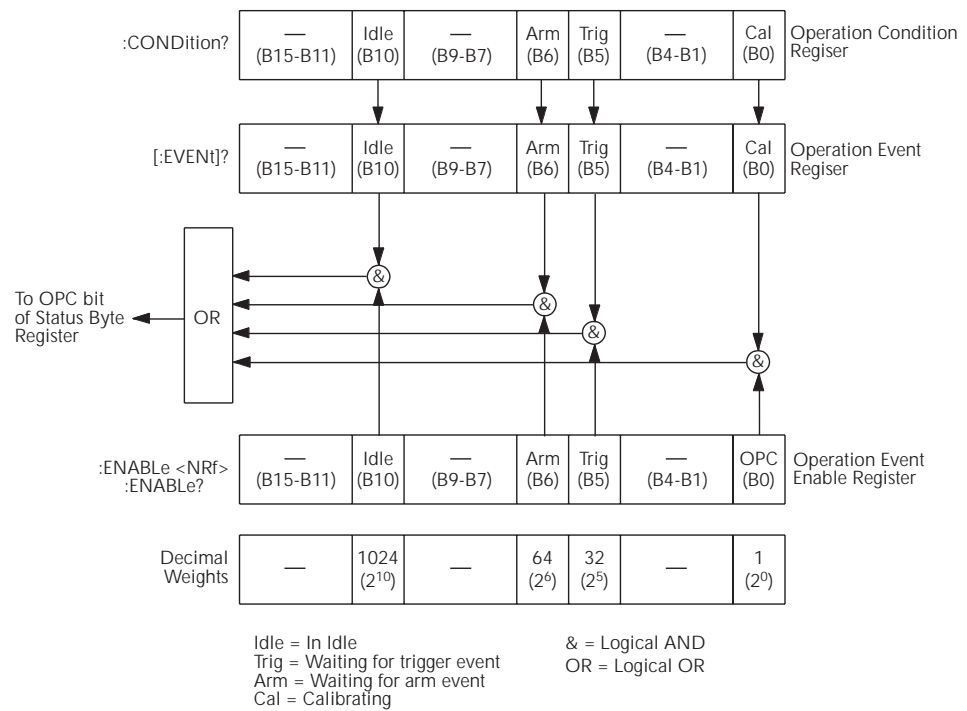 :CONDition?
—
(B15-B11)
Idle
(B10)
—
(B9-B7)
Arm
(B6)
Trig
(B5)
—
(B4-B1)
Cal
(B0)
Operation Condition
Regiser
[:EVENt]?
—
(B15-B11)
Idle
(B10)
—
(B9-B7)
Arm
(B6)
Trig
(B5)
—
(B4-B1)
Cal
(B0)
Operation Event
Regiser
&
&
&
&
OR
To OPC bit
of Status Byte
Register
:ENABLe <NRf>
:ENABLe?
—
(B15-B11)
Idle
(B10)
—
(B9-B7)
Arm
(B6)
Trig
(B5)
—
(B4-B1)
OPC
(B0)
Operation Event
Enable Register
Decimal
Weights
—
1024
(2¹⁰)
—
64
(2⁶)
32
(2⁵)
—
1
(2⁰)
Idle = In Idle
Trig = Waiting for trigger event
Arm = Waiting for arm event
Cal = Calibrating
& = Logical AND
OR = Logical OR